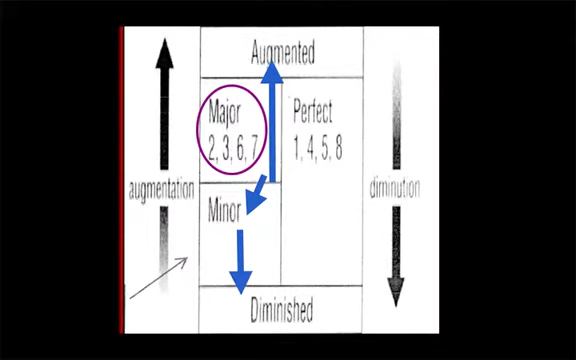 Augmented
Major
2, 3, 6, 7
Perfect
1, 4, 5, 8
augmentation
diminution
Minor
Diminished